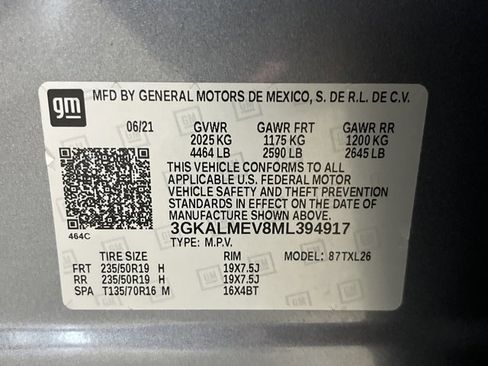 gm MFD BY GENERAL MOTORS DE MEXICO, S. DE R.L. DE C.V.
06/21 GVWR GAWR FRT GAWR RR
2025 KG 1175 KG 1200 KG
4464 LB 2590 LB 2645 LB
THIS VEHICLE CONFORMS TO ALL
APPLICABLE U.S. FEDERAL MOTOR
VEHICLE SAFETY AND THEFT PREVENTION
STANDARDS IN EFFECT ON THE DATE
OF MANUFACTURE SHOWN ABOVE.
464C 3GKALMEV8ML394917
TYPE: M.P.V. MODEL: 87TXL26
TIRE SIZE RIM
FRT 235/50R19 H 19X7.5J
RR 235/50R19 H 19X7.5J
SPA T135/70R16 M 16X4BT